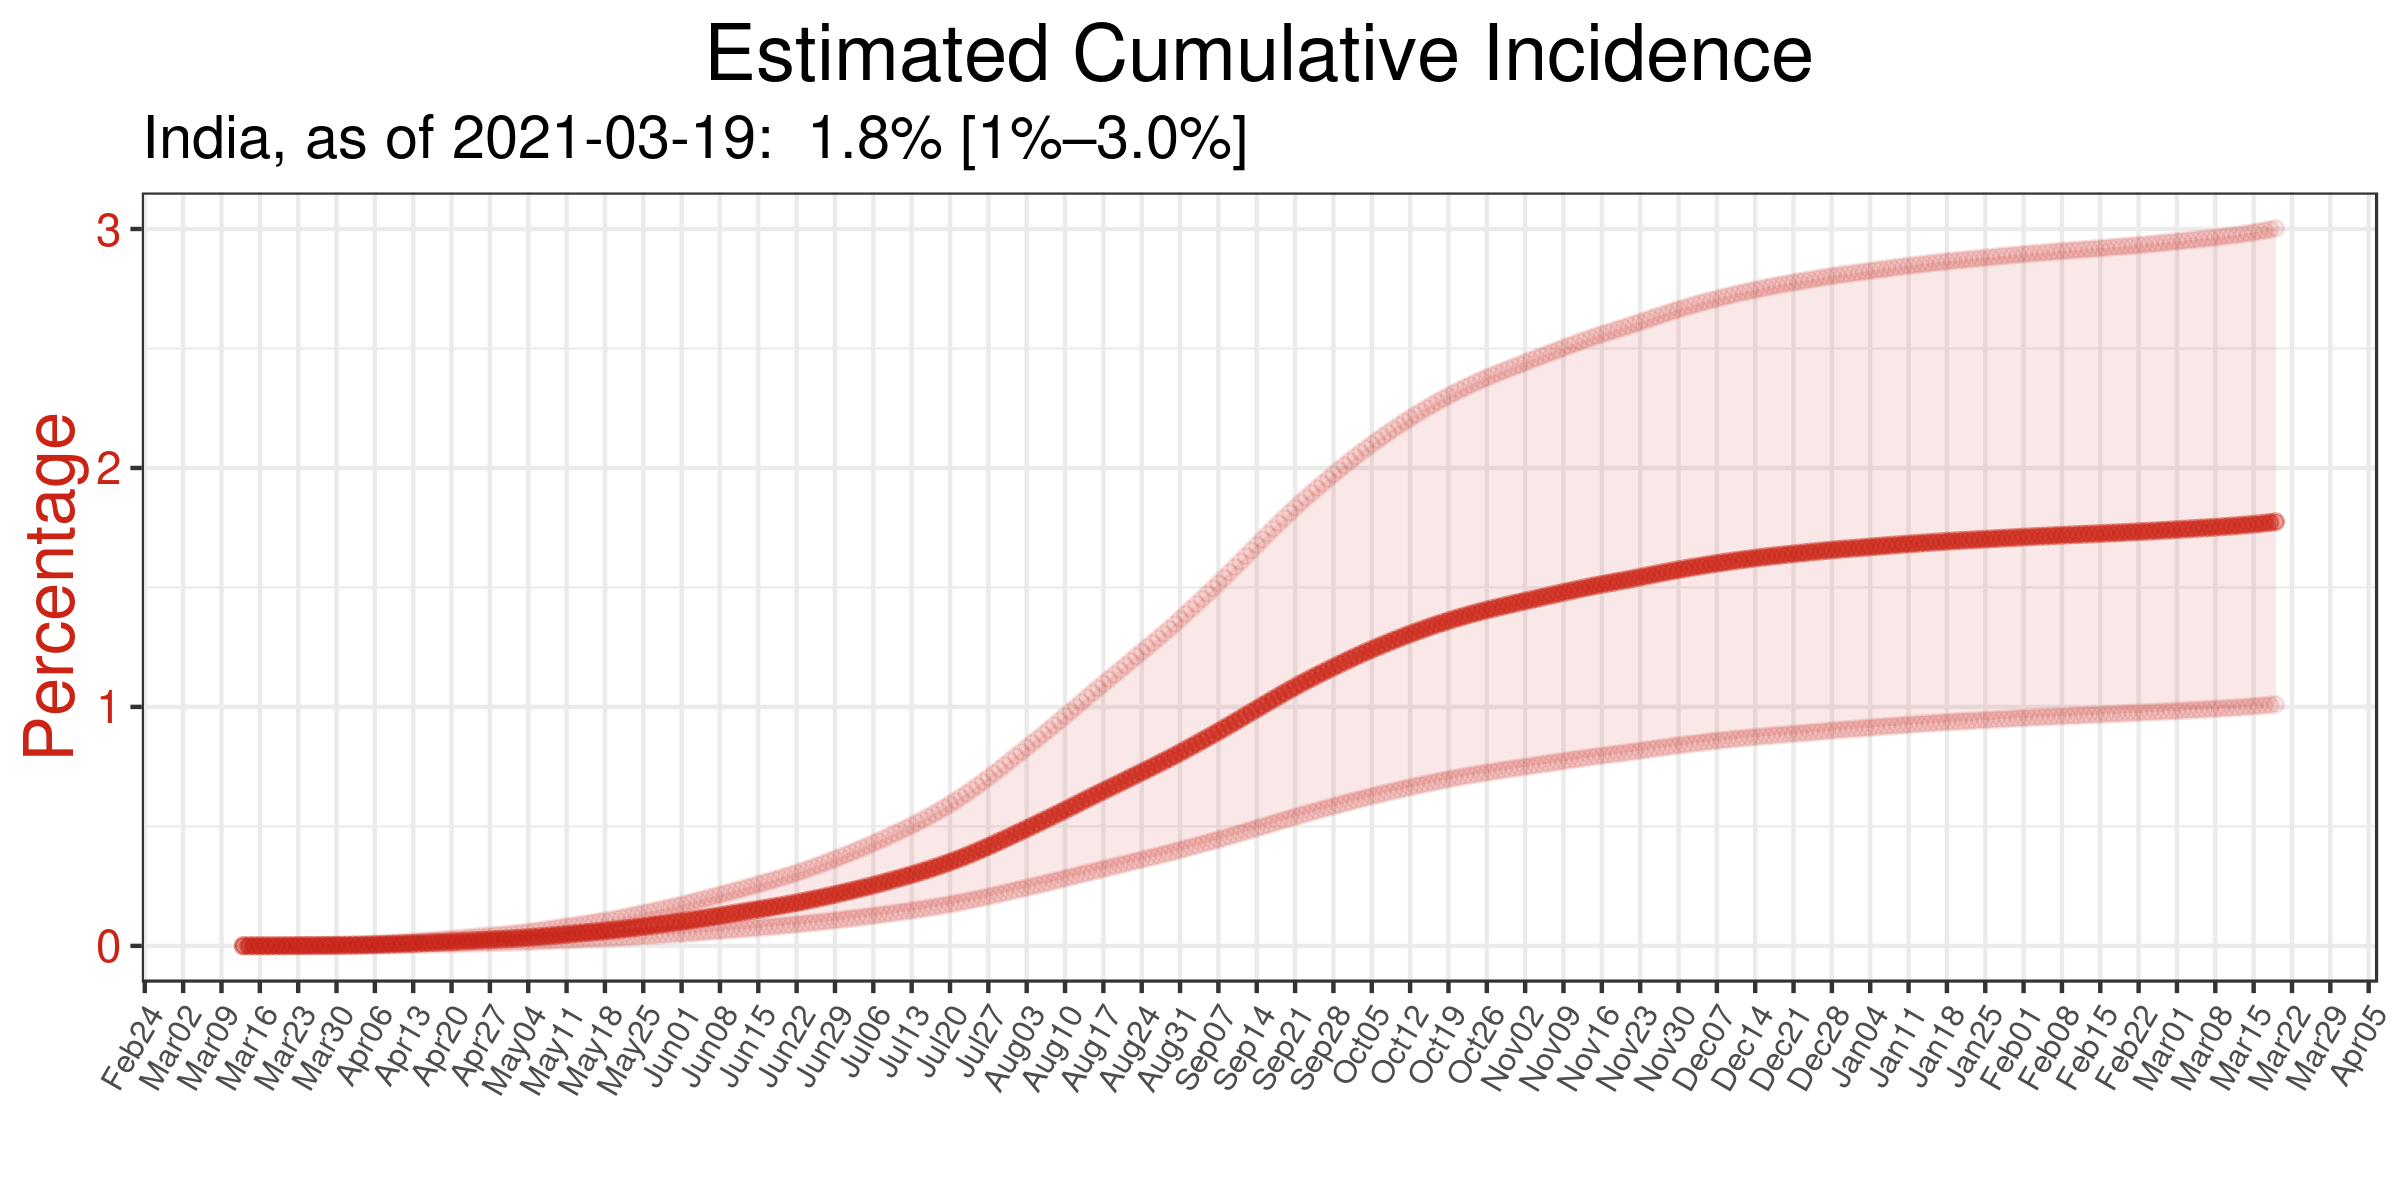 Estimated Cumulative Incidence
India, as of 2021-03-19:  1.8% [1%–3.0%]
Percentage
3
2
1
0
Feb24
Mar02
Mar09
Mar16
Mar23
Mar30
Apr06
Apr13
Apr20
Apr27
May04
May11
May18
May25
Jun01
Jun08
Jun15
Jun22
Jun29
Jul06
Jul13
Jul20
Jul27
Aug03
Aug10
Aug17
Aug24
Aug31
Sep07
Sep14
Sep21
Sep28
Oct05
Oct12
Oct19
Oct26
Nov02
Nov09
Nov16
Nov23
Nov30
Dec07
Dec14
Dec21
Dec28
Jan04
Jan11
Jan18
Jan25
Feb01
Feb08
Feb15
Feb22
Mar01
Mar08
Mar15
Mar22
Mar29
Apr05